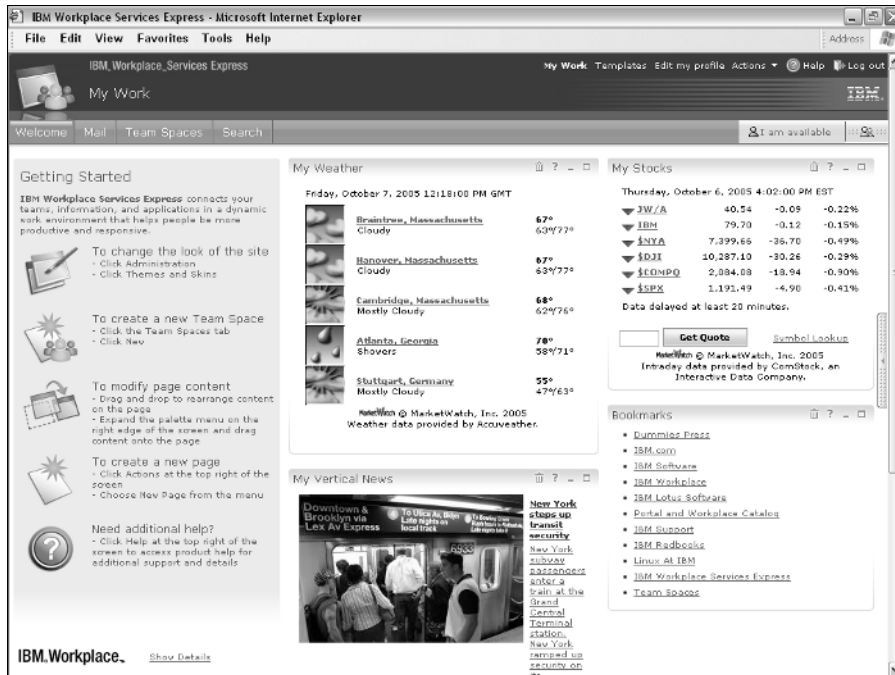 IBM Workplace Services Express - Microsoft Internet Explorer
File Edit View Favorites Tools Help
Address
IBM Workplace Services Express
My Work Templates Edit my profile Actions Help Log out
My Work
IBM.
Welcome Mail Team Spaces Search
I am available
Getting Started
IBM Workplace Services Express connects your
teams, information, and applications in a dynamic
work environment that helps people be more
productive and responsive.
To change the look of the site
- Click Administration
- Click Themes and Skins
To create a new Team Space
- Click the Team Spaces tab
- Click New
To modify page content
- Drag and drop to rearrange content
on the page
- Expand the palette menu on the
right edge of the screen and drag
content onto the page
To create a new page
- Click Actions at the top right of the
screen
- Choose New Page from the menu
Need additional help?
- Click Help at the top right of the
screen to access product help for
additional support and details
IBM Workplace Show Details
My Weather
Friday, October 7, 2005 12:18:00 PM GMT
Braintree, Massachusetts 67°
Cloudy 63°/77°
Hanover, Massachusetts 67°
Cloudy 63°/77°
Cambridge, Massachusetts 68°
Mostly Cloudy 62°/76°
Atlanta, Georgia 70°
Showers 58°/71°
Stuttgart, Germany 55°
Mostly Cloudy 47°/63°
MarketWatch © MarketWatch, Inc. 2005
Weather data provided by Accuweather.
My Vertical News
Downtown &
Brooklyn via
Lex Av Express
To Utica Av, Bklyn
Late nights on
local track
6933
New York
steps up
transit
security
New York
subway
passengers
enter a
train at the
Grand
Central
Terminal
station.
New York
ramped up
security on
My Stocks
Thursday, October 6, 2005 4:02:00 PM EST
JW/A 40.54 -0.09 -0.22%
IBM 79.70 -0.12 -0.15%
$NYA 7,399.66 -36.70 -0.49%
$DJI 10,287.10 -30.26 -0.29%
$COMPQ 2,084.08 -18.94 -0.90%
$SPX 1,191.49 -4.90 -0.41%
Data delayed at least 20 minutes.
Get Quote Symbol Lookup
MarketWatch © MarketWatch, Inc. 2005
Intraday data provided by ComStock, an
Interactive Data Company.
Bookmarks
Dummies Press
IBM.com
IBM Software
IBM Workplace
IBM Lotus Software
Portal and Workplace Catalog
IBM Support
IBM Redbooks
Linux At IBM
IBM Workplace Services Express
Team Spaces